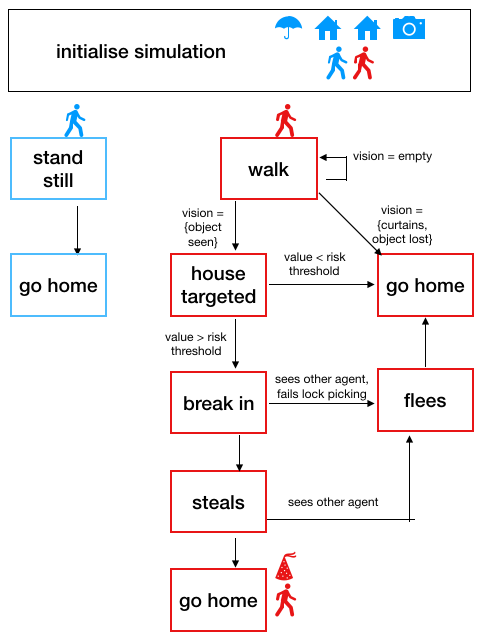 initialise simulation
stand
still
walk
vision = empty
vision =
{object
seen}
vision =
{curtains,
object lost}
go home
house
targeted
value < risk
threshold
go home
value > risk
threshold
break in
sees other agent,
fails lock picking
flees
steals
sees other agent
go home